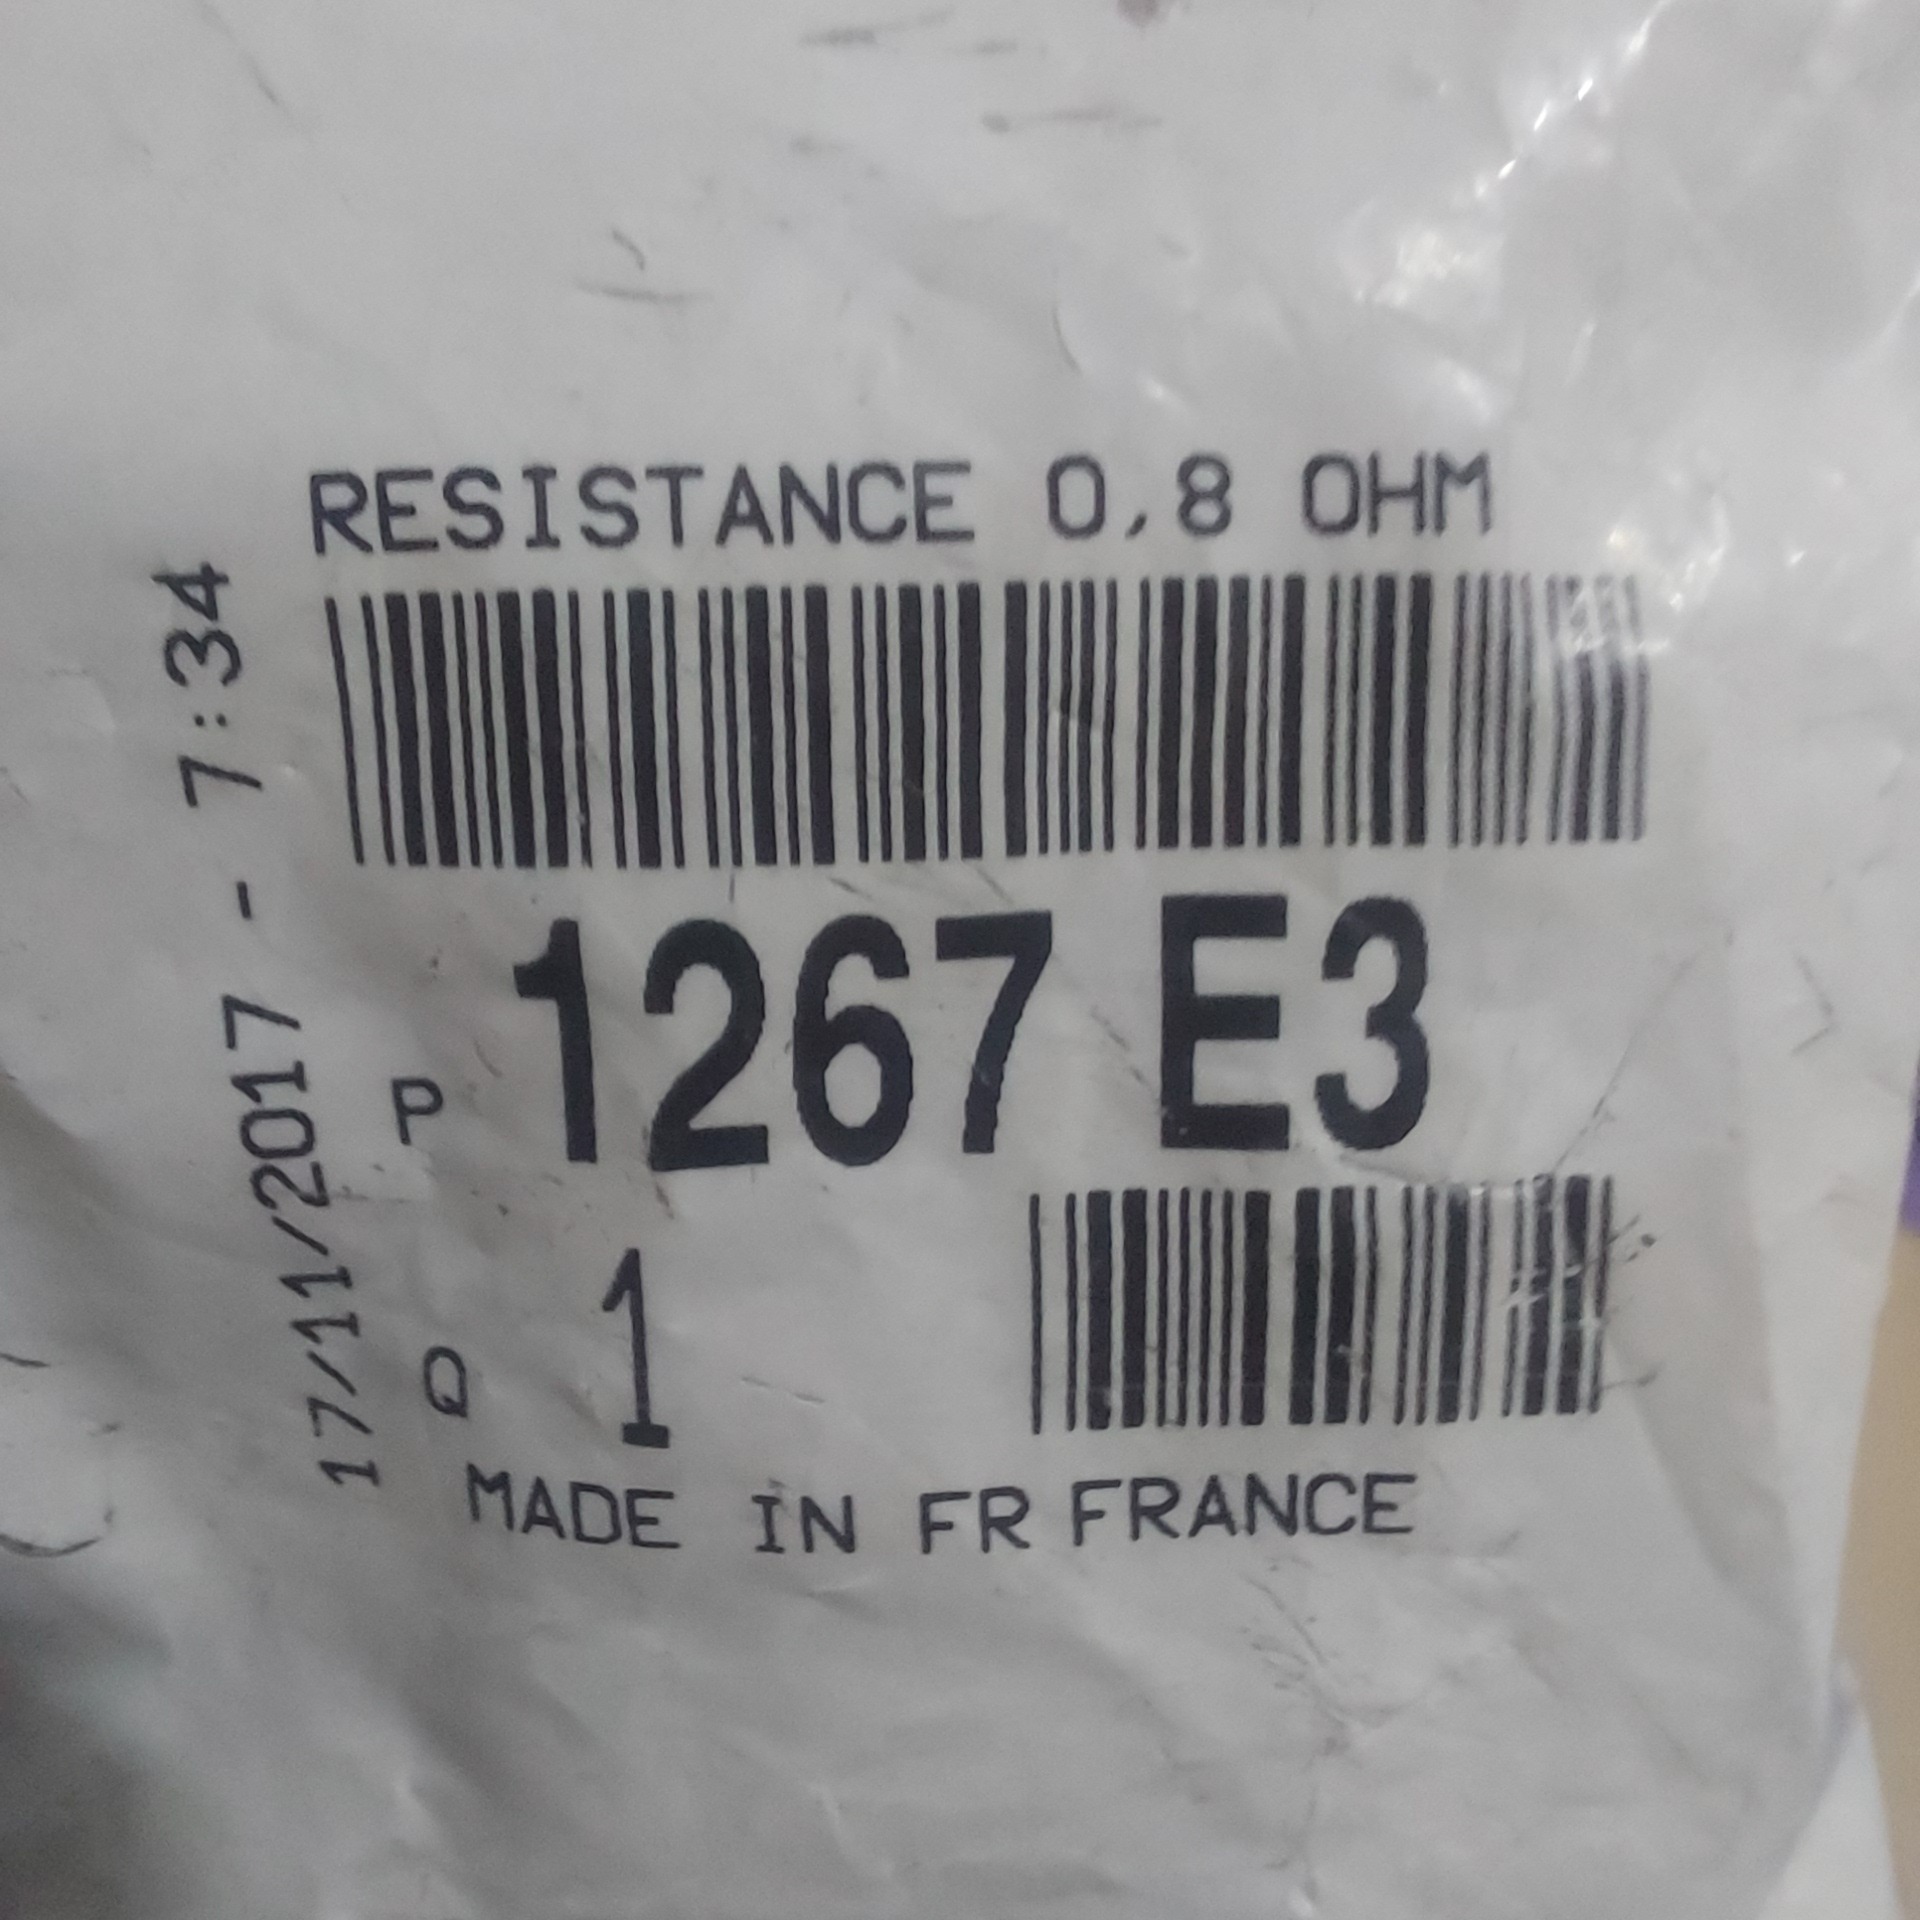 RESISTANCE 0,8 OHM
17/11/2017 - 7:34
P 1267 E3
Q 1
MADE IN FR FRANCE